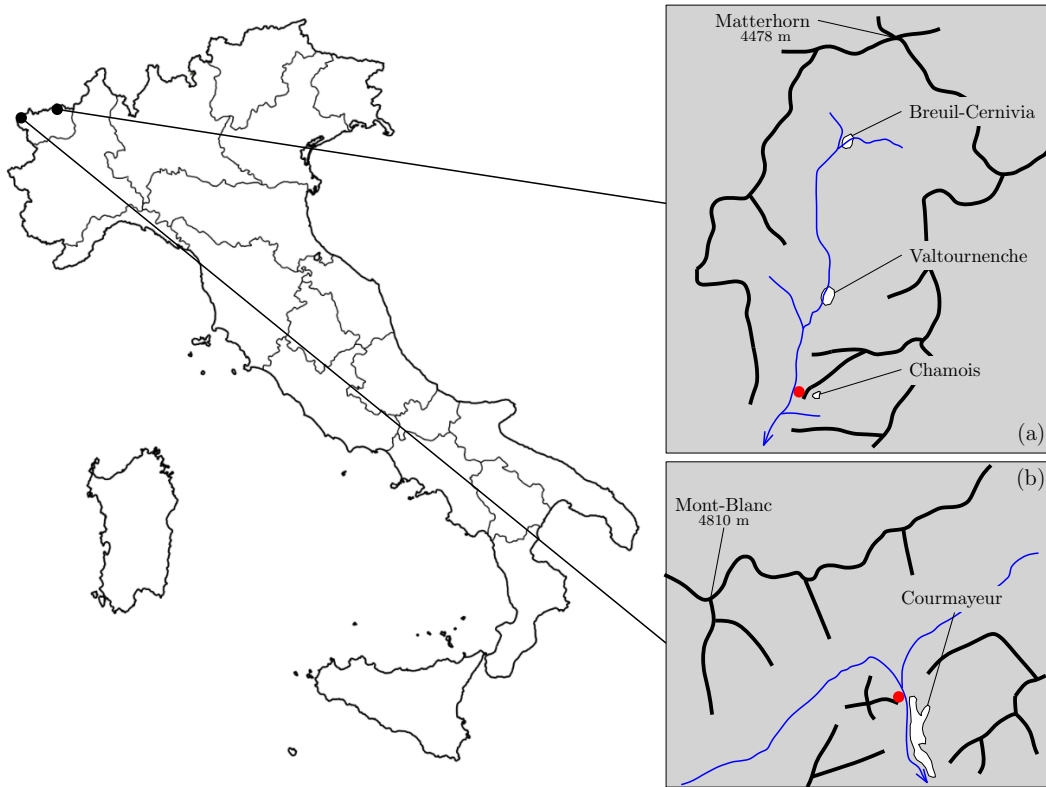 Matterhorn
4478 m
Breuil-Cernivia
Valtournenche
Chamois
(a)
(b)
Mont-Blanc
4810 m
Courmayeur